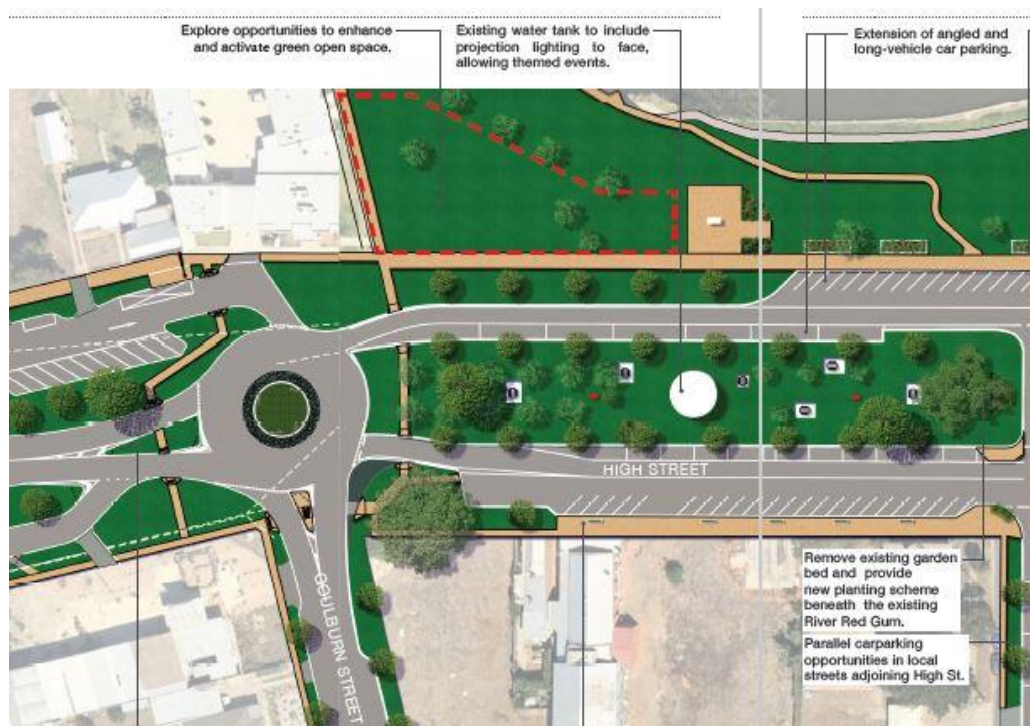 Explore opportunities to enhance
and activate green open space.
Existing water tank to include
projection lighting to face,
allowing themed events.
Extension of angled and
long-vehicle car parking.
HIGH STREET
GOULBURN STREET
Remove existing garden
bed and provide
new planting scheme
beneath the existing
River Red Gum.
Parallel carparking
opportunities in local
streets adjoining High St.